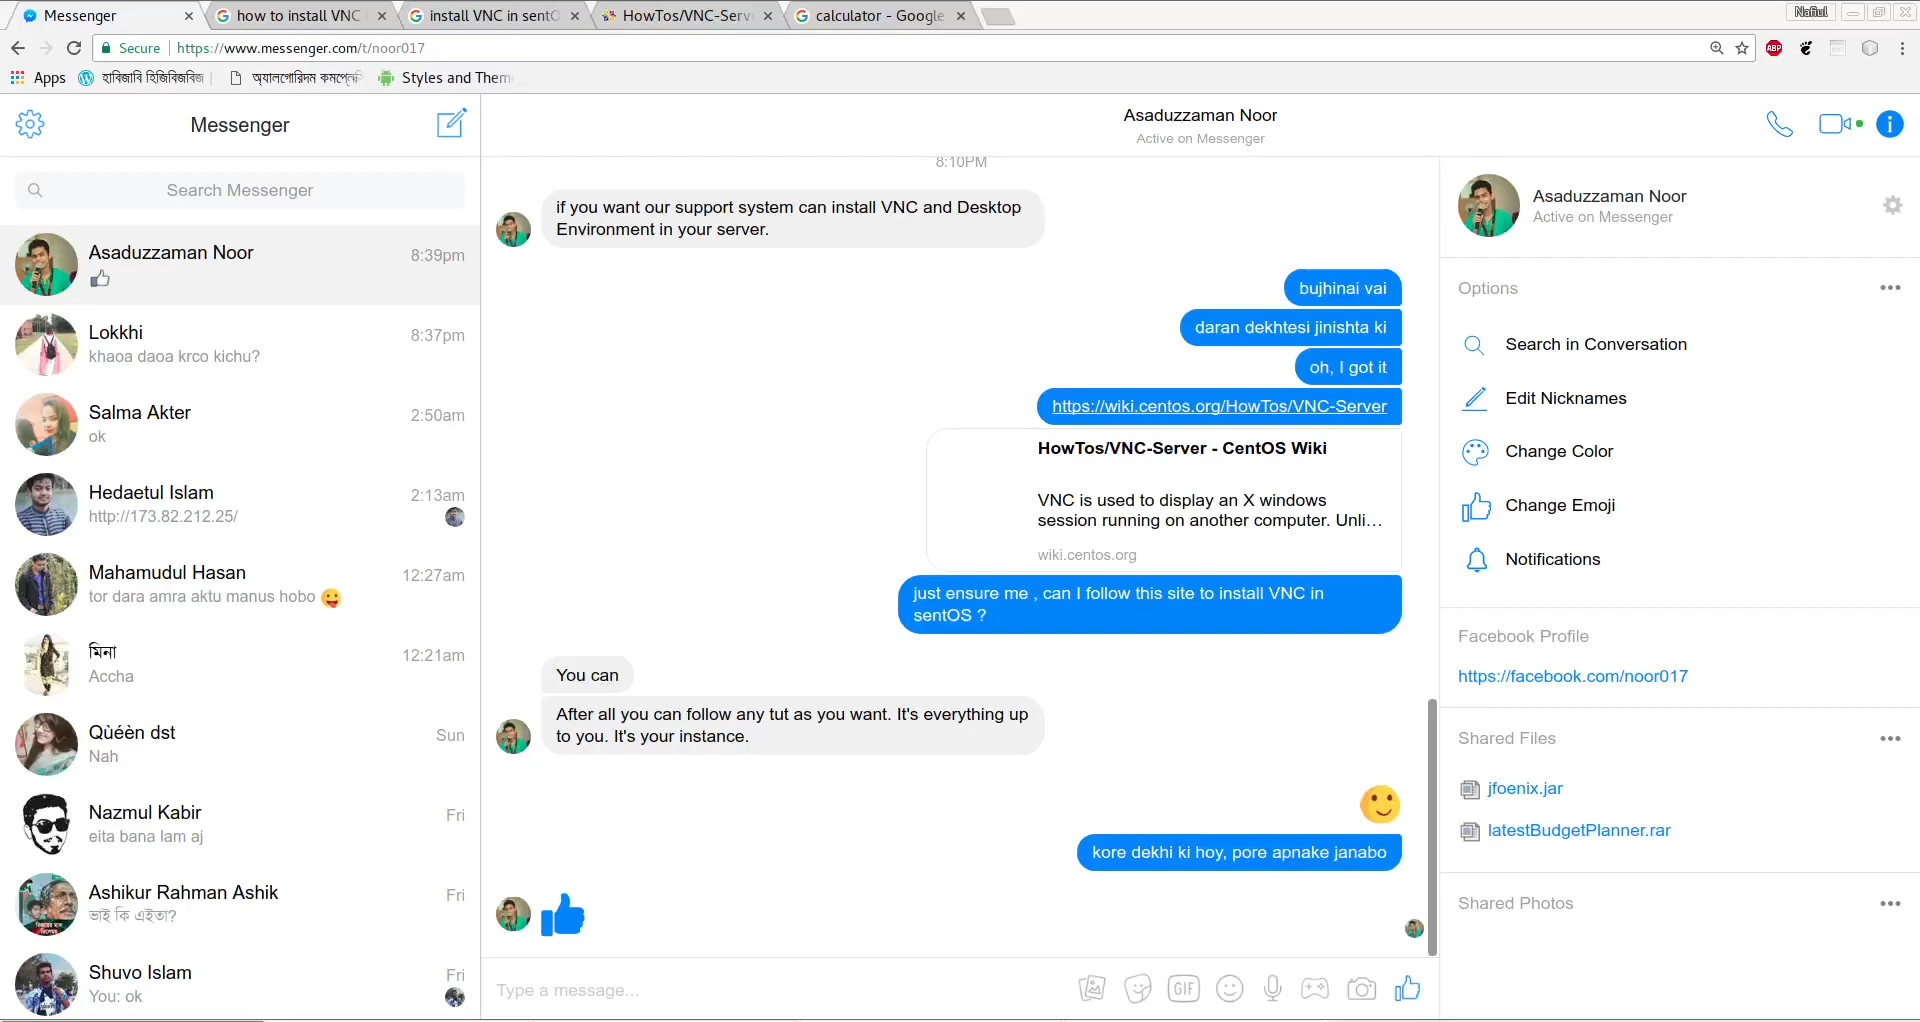 Messenger
how to install VNC
install VNC in sentO
HowTos/VNC-Serv
calculator - Google
Nafiul
Secure
https://www.messenger.com/t/noor017
ABP
Apps
হাবিজাবি হিজিবিজবিজ
অ্যালগোরিদম কমপ্লে
Styles and Them
Messenger
Search Messenger
Asaduzzaman Noor
8:39pm
Lokkhi
8:37pm
khaoa daoa krco kichu?
Salma Akter
2:50am
ok
Hedaetul Islam
2:13am
http://173.82.212.25/
Mahamudul Hasan
12:27am
tor dara amra aktu manus hobo 😛
মিনা
12:21am
Accha
Qùéèn dst
Sun
Nah
Nazmul Kabir
Fri
eita bana lam aj
Ashikur Rahman Ashik
Fri
ভাই কি এইতা?
Shuvo Islam
Fri
You: ok
Asaduzzaman Noor
Active on Messenger
8:10PM
if you want our support system can install VNC and Desktop
Environment in your server.
bujhinai vai
daran dekhtesi jinishta ki
oh, I got it
https://wiki.centos.org/HowTos/VNC-Server
HowTos/VNC-Server - CentOS Wiki
VNC is used to display an X windows
session running on another computer. Unli...
wiki.centos.org
just ensure me , can I follow this site to install VNC in
sentOS ?
You can
After all you can follow any tut as you want. It's everything up
to you. It's your instance.
kore dekhi ki hoy, pore apnake janabo
Type a message...
GIF
Asaduzzaman Noor
Active on Messenger
Options
Search in Conversation
Edit Nicknames
Change Color
Change Emoji
Notifications
Facebook Profile
https://facebook.com/noor017
Shared Files
jfoenix.jar
latestBudgetPlanner.rar
Shared Photos